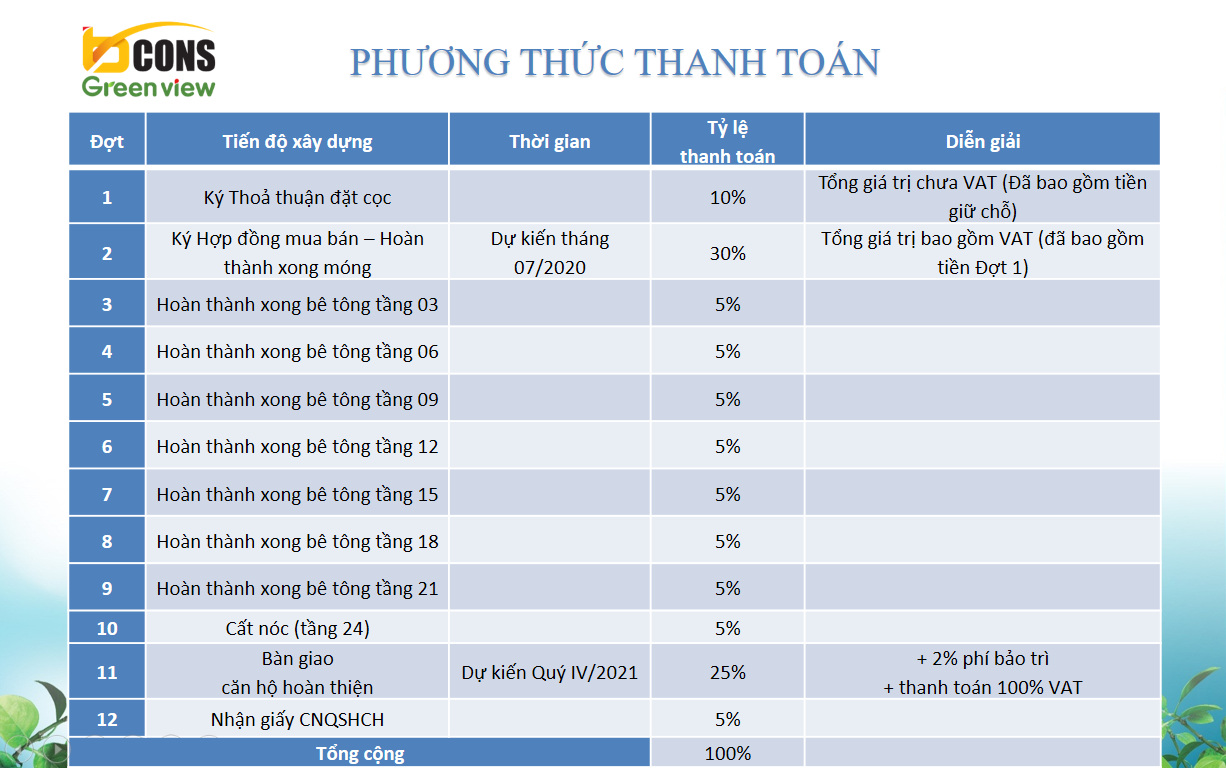 bCONS
Green view
PHƯƠNG THỨC THANH TOÁN
Đợt
Tiến độ xây dựng
Thời gian
Tỷ lệ
thanh toán
Diễn giải
1
Ký Thoả thuận đặt cọc
10%
Tổng giá trị chưa VAT (Đã bao gồm tiền
giữ chỗ)
2
Ký Hợp đồng mua bán – Hoàn
thành xong móng
Dự kiến tháng
07/2020
30%
Tổng giá trị bao gồm VAT (đã bao gồm
tiền Đợt 1)
3
Hoàn thành xong bê tông tầng 03
5%
4
Hoàn thành xong bê tông tầng 06
5%
5
Hoàn thành xong bê tông tầng 09
5%
6
Hoàn thành xong bê tông tầng 12
5%
7
Hoàn thành xong bê tông tầng 15
5%
8
Hoàn thành xong bê tông tầng 18
5%
9
Hoàn thành xong bê tông tầng 21
5%
10
Cất nóc (tầng 24)
5%
11
Bàn giao
căn hộ hoàn thiện
Dự kiến Quý IV/2021
25%
+ 2% phí bảo trì
+ thanh toán 100% VAT
12
Nhận giấy CNQSHCH
5%
Tổng cộng
100%